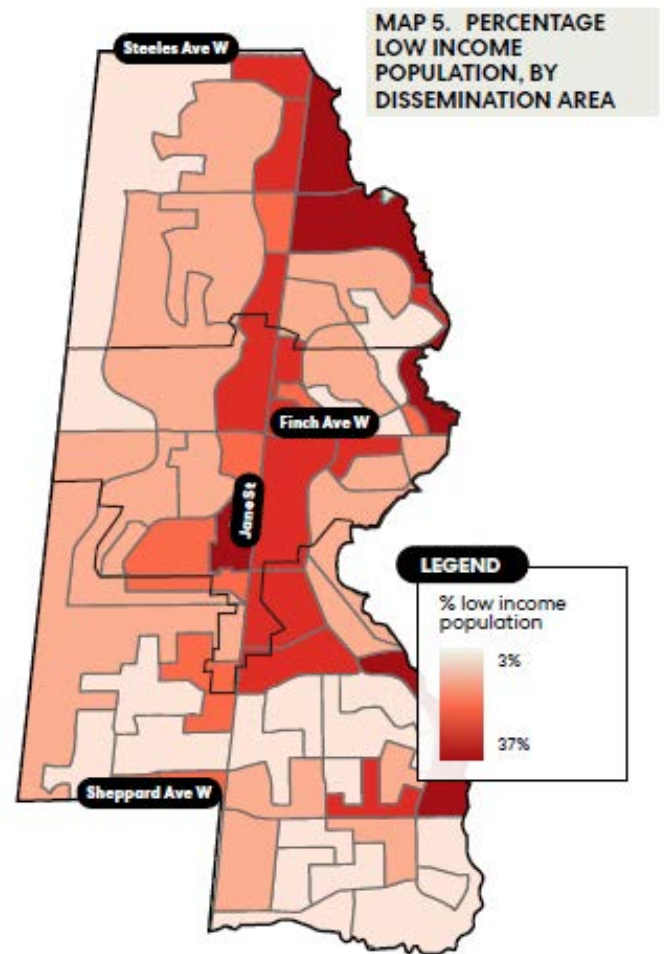 MAP 5. PERCENTAGE
LOW INCOME
POPULATION, BY
DISSEMINATION AREA
Steeles Ave W
Finch Ave W
Jane St
LEGEND
% low income
population
3%
37%
Sheppard Ave W